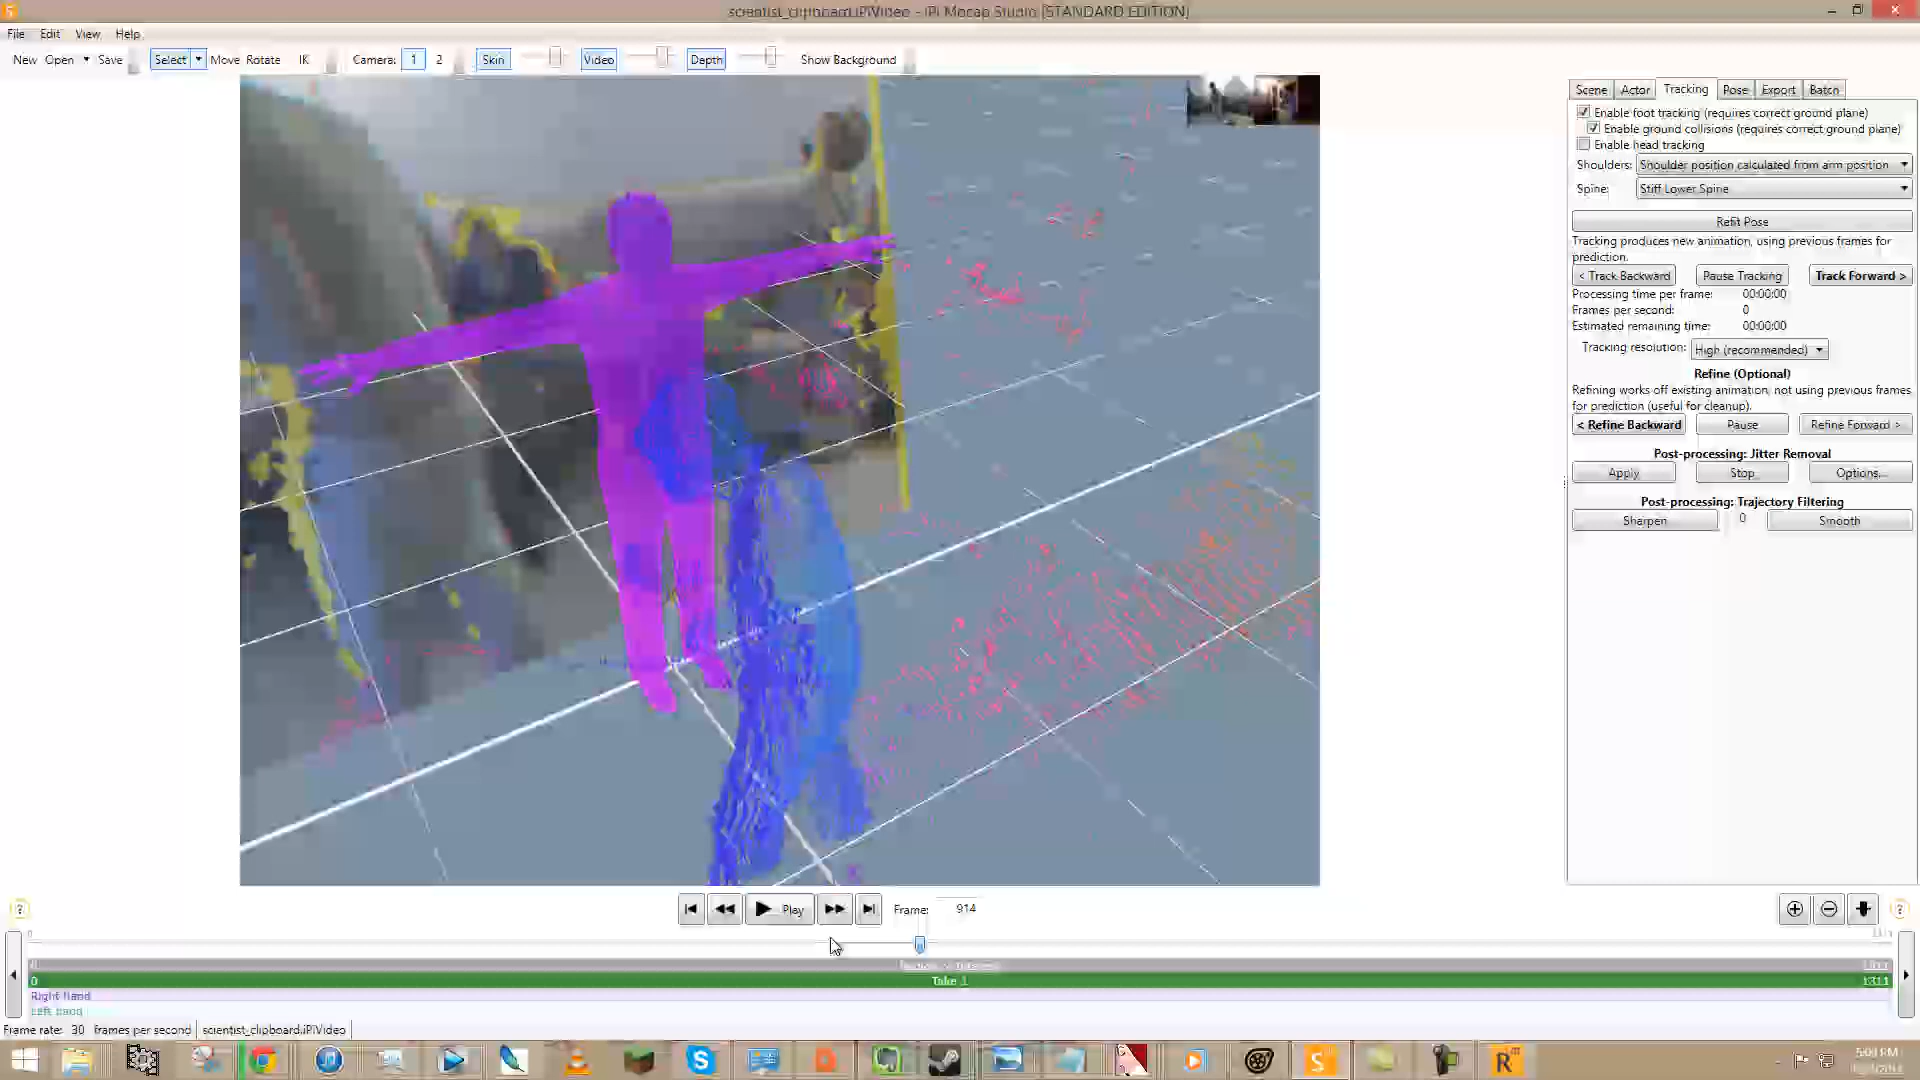 scientist_clipboard.iPiVideo - iPi Mocap Studio [STANDARD EDITION]
File Edit View Help
New Open Save Select Move Rotate IK Camera: 1 2 Skin Video Depth Show Background
Scene Actor Tracking Pose Export Batch
Enable foot tracking (requires correct ground plane)
Enable ground collisions (requires correct ground plane)
Enable head tracking
Shoulders: Shoulder position calculated from arm position
Spine: Stiff Lower Spine
Refit Pose
Tracking produces new animation, using previous frames for
prediction.
< Track Backward Pause Tracking Track Forward >
Processing time per frame: 00:00:00
Frames per second: 0
Estimated remaining time: 00:00:00
Tracking resolution: High (recommended)
Refine (Optional)
Refining works off existing animation, not using previous frames
for prediction (useful for cleanup).
< Refine Backward Pause Refine Forward >
Post-processing: Jitter Removal
Apply Stop Options...
Post-processing: Trajectory Filtering
Sharpen 0 Smooth
Play Frame: 914
0
0 Take 1 1311
Right hand
Left hand
Frame rate: 30 frames per second scientist_clipboard.iPiVideo
5:00 PM